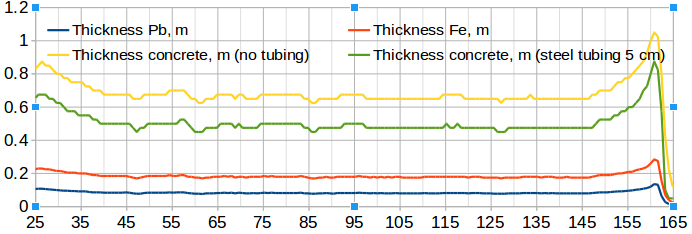 1.2
Thickness Pb, m Thickness Fe, m
1
Thickness concrete, m (no tubing) Thickness concrete, m (steel tubing 5 cm)
0.8
0.6
0.4
0.2
0
25 35 45 55 65 75 85 95 105 115 125 135 145 155 165